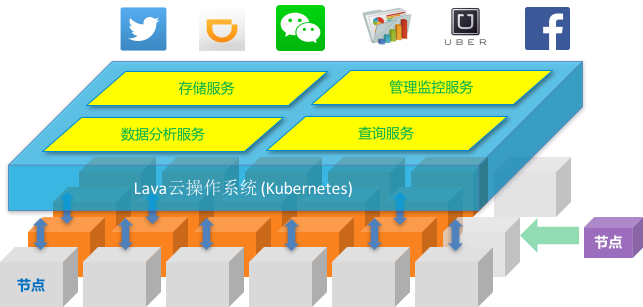 UBER
存储服务
管理监控服务
数据分析服务
查询服务
Lava云操作系统 (Kubernetes)
节点
节点